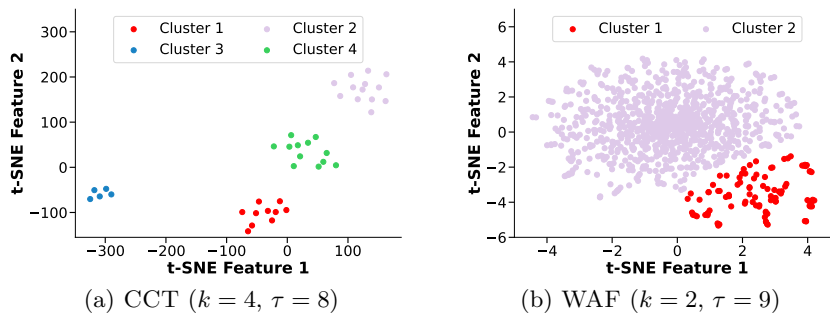 Cluster 1
Cluster 2
Cluster 3
Cluster 4
t-SNE Feature 2
300
200
100
0
−100
−300
−200
−100
0
100
t-SNE Feature 1
(a) CCT (k = 4, τ = 8)
Cluster 1
Cluster 2
t-SNE Feature 2
6
4
2
0
−2
−4
−6
−4
−2
0
2
4
t-SNE Feature 1
(b) WAF (k = 2, τ = 9)